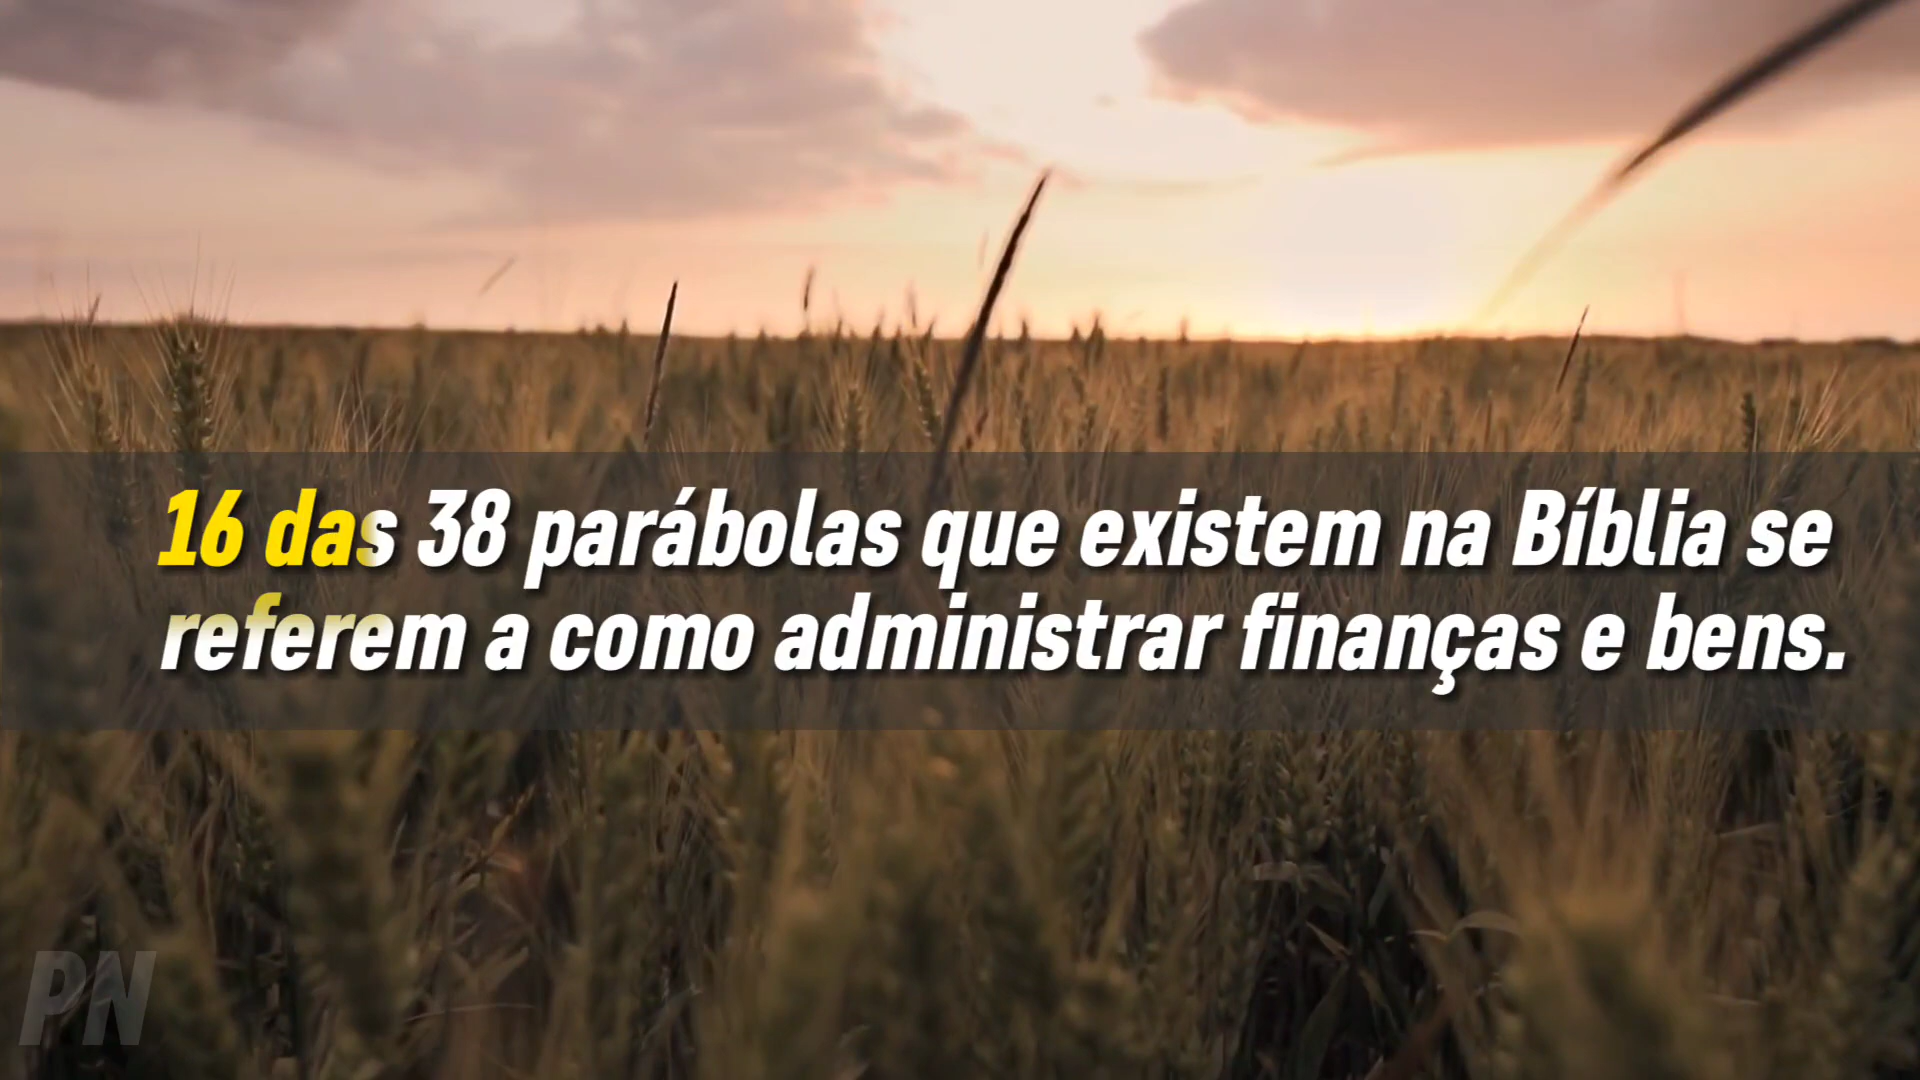 16 das 38 parábolas que existem na Bíblia se
referem a como administrar finanças e bens.
PN